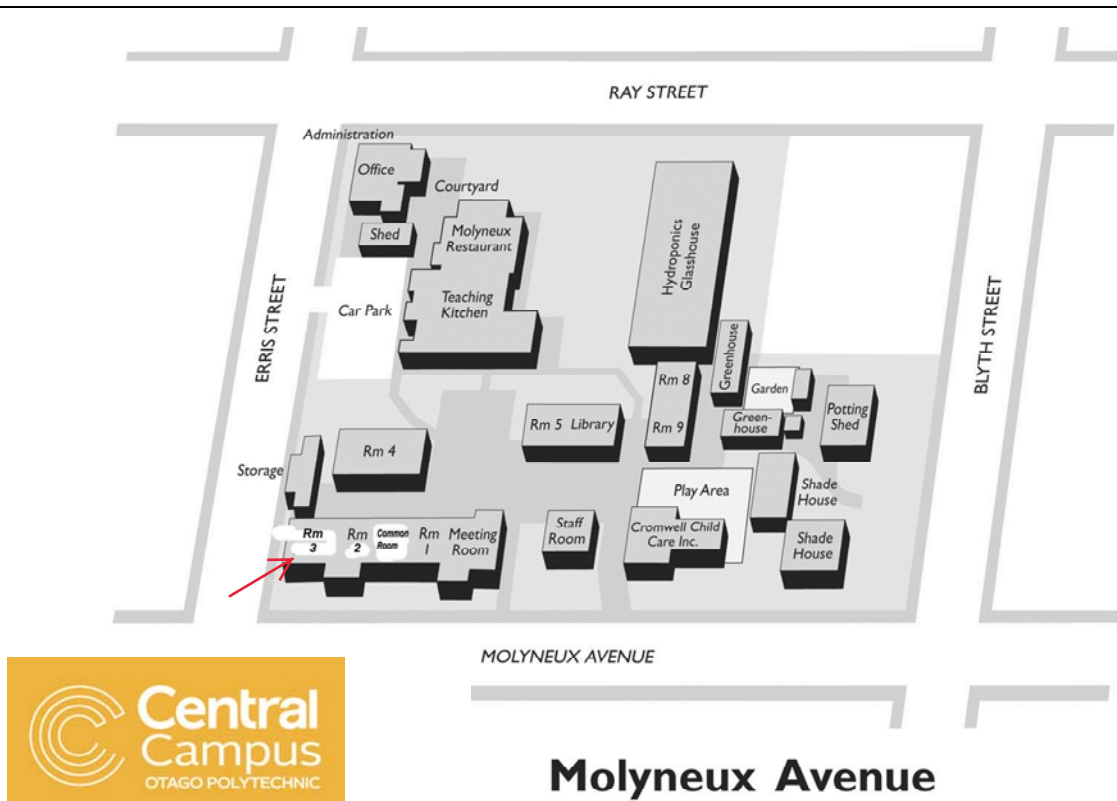 RAY STREET
Administration
Office
Courtyard
Shed
Molyneux
Restaurant
Hydroponics
Glasshouse
ERRIS STREET
Car Park
Teaching
Kitchen
BLYTH STREET
Greenhouse
Rm 8
Garden
Rm 5 Library
Rm 9
Green-
house
Potting
Shed
Rm 4
Storage
Play Area
Shade
House
Rm
3
Rm
2
Common
Room
Rm
1
Meeting
Room
Staff
Room
Cromwell Child
Care Inc.
Shade
House
MOLYNEUX AVENUE
Central
Campus
OTAGO POLYTECHNIC
Molyneux Avenue